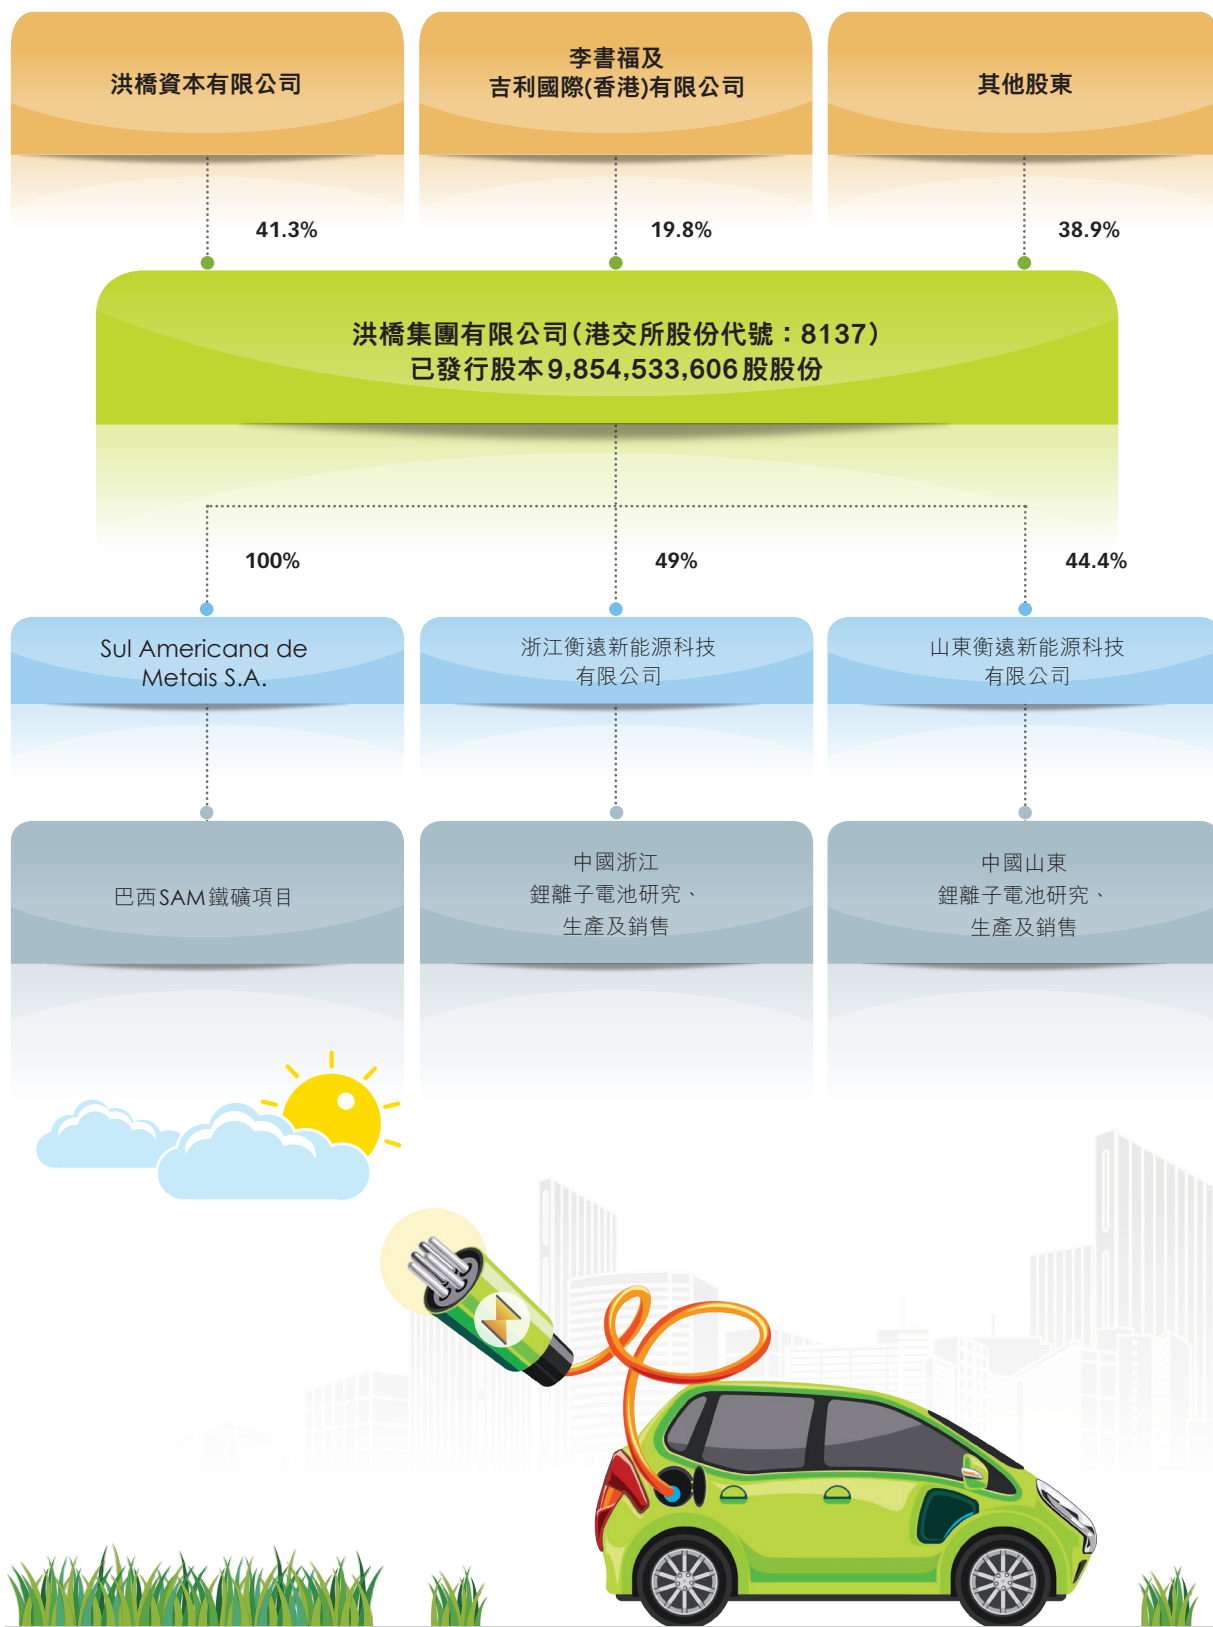 洪橋資本有限公司
李書福及
吉利國際(香港)有限公司
其他股東
41.3%
19.8%
38.9%
洪橋集團有限公司(港交所股份代號：8137)
已發行股本9,854,533,606股股份
100%
49%
44.4%
Sul Americana de
Metais S.A.
浙江衡遠新能源科技
有限公司
山東衡遠新能源科技
有限公司
巴西SAM鐵礦項目
中國浙江
鋰離子電池研究、
生產及銷售
中國山東
鋰離子電池研究、
生產及銷售